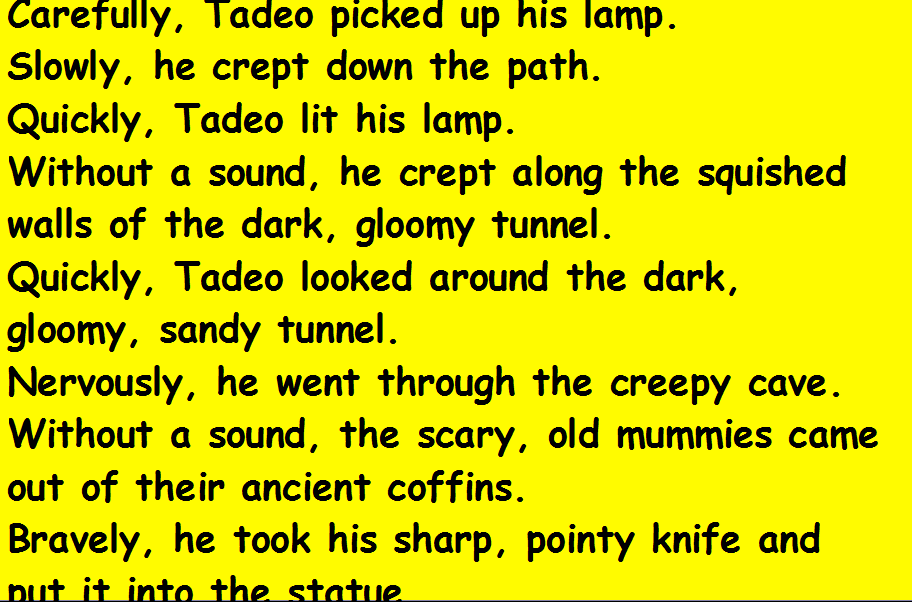 Carefully, Tadeo picked up his lamp.
Slowly, he crept down the path.
Quickly, Tadeo lit his lamp.
Without a sound, he crept along the squished
walls of the dark, gloomy tunnel.
Quickly, Tadeo looked around the dark,
gloomy, sandy tunnel.
Nervously, he went through the creepy cave.
Without a sound, the scary, old mummies came
out of their ancient coffins.
Bravely, he took his sharp, pointy knife and
put it into the statue